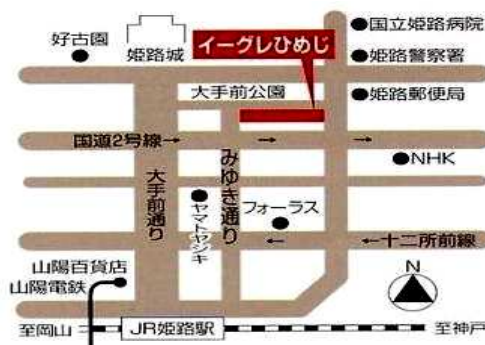 国立姫路病院
好古園
姫路城
イーグレひめじ
姫路警察署
大手前公園
姫路郵便局
国道2号線→
→
→
NHK
大手前通り
みゆき通り
ヤマトヤシキ
フォーラス
←
←十二所前線
山陽百貨店
山陽電鉄
N
至岡山
JR姫路駅
至神戸